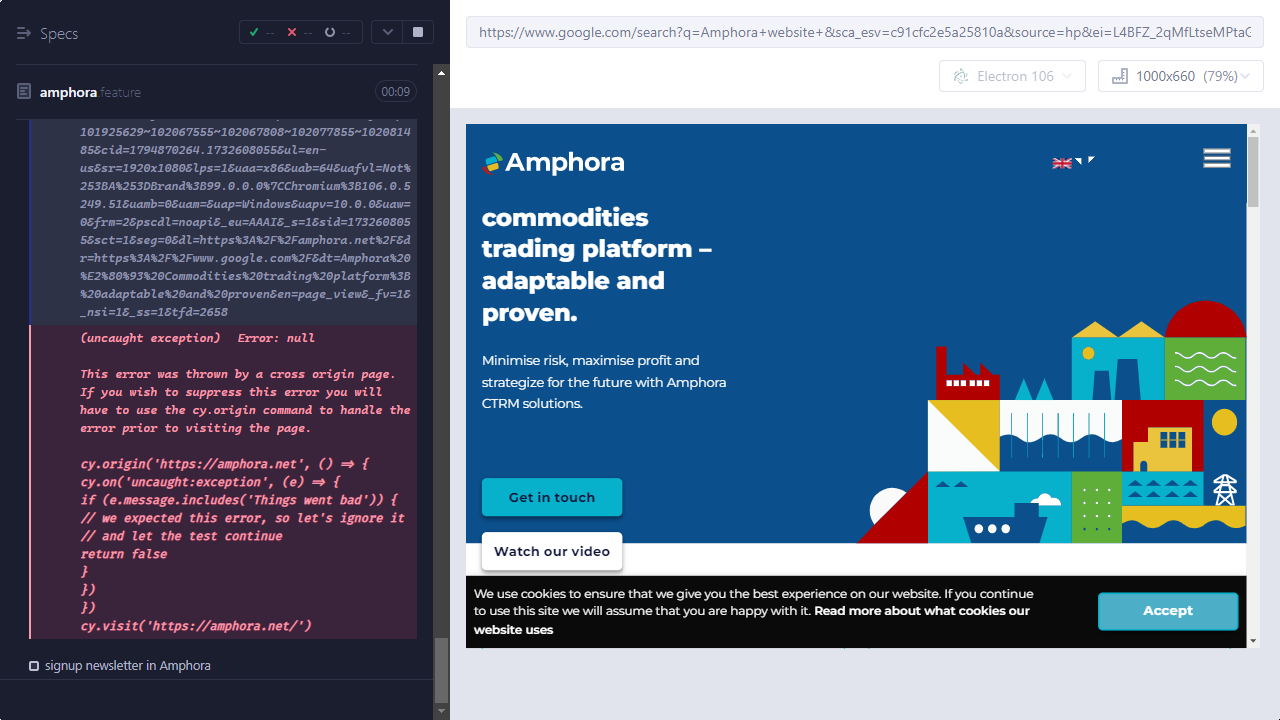 Specs
--
--
--
amphora.feature
00:09
101925629~102067555~102067808~102077855~1020814
85&cid=1794870264.1732608055&ul=en-
us&sr=1920x1080&lps=1&uaa=x86&uab=64&uafvl=Not%
253BA%253DBrand%3B99.0.0.0%7CChromium%3B106.0.5
249.51&uamb=0&uam=&uap=Windows&uapv=10.0.0&uaw=
0&frm=2&pscdl=noapi&_eu=AAAI&_s=1&sid=173260805
5&sct=1&seg=0&dl=https%3A%2F%2Famphora.net%2F&d
r=https%3A%2F%2Fwww.google.com%2F&dt=Amphora%20
%E2%80%93%20Commodities%20trading%20platform%3B
%20adaptable%20and%20proven&en=page_view&_fv=1&
_nsi=1&_ss=1&tfd=2658
(uncaught exception) Error: null
This error was thrown by a cross origin page.
If you wish to suppress this error you will
have to use the cy.origin command to handle the
error prior to visiting the page.
cy.origin('https://amphora.net', () => {
cy.on('uncaught:exception', (e) => {
if (e.message.includes('Things went bad')) {
// we expected this error, so let's ignore it
// and let the test continue
return false
}
})
})
cy.visit('https://amphora.net/')
signup newsletter in Amphora
https://www.google.com/search?q=Amphora+website+&sca_esv=c91cfc2e5a25810a&source=hp&ei=L4BFZ_2qMfLtseMPtaG
Electron 106
1000x660 (79%)
Amphora
commodities
trading platform –
adaptable and
proven.
Minimise risk, maximise profit and
strategize for the future with Amphora
CTRM solutions.
Get in touch
Watch our video
We use cookies to ensure that we give you the best experience on our website. If you continue
to use this site we will assume that you are happy with it. Read more about what cookies our
website uses
Accept